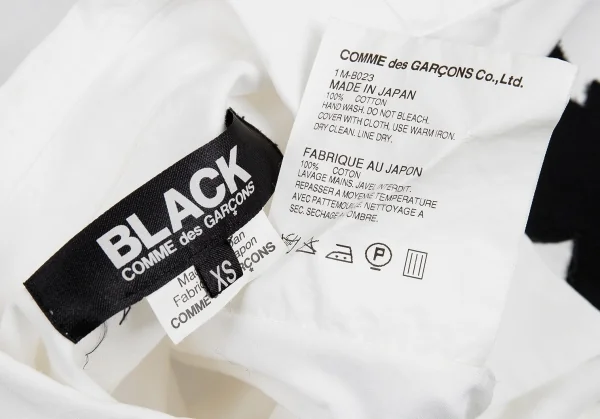 COMME des GARÇONS Co., Ltd.
1M-B023
MADE IN JAPAN
100% COTTON
HAND WASH. DO NOT BLEACH.
COVER WITH CLOTH, USE WARM IRON.
DRY CLEAN. LINE DRY.
FABRIQUE AU JAPON
100% COTON
LAVAGE MAINS. JAVEL INTERDIT.
REPASSER A MOYENNE TEMPERATURE
AVEC PATTEMOUILLE NETTOYAGE A
SEC. SECHAGE OMBRE.
P
BLACK
COMME des GARÇONS
XS
COMME